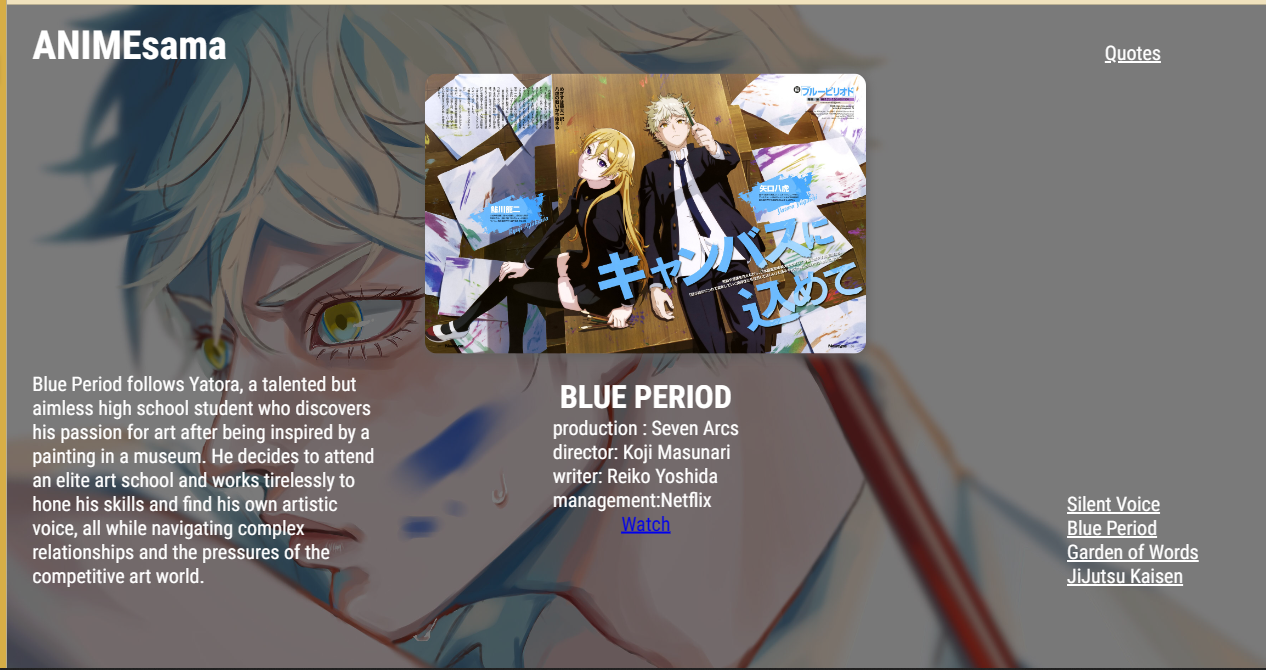 ANIMEsama
Quotes
ブルーピリオド
矢口八虎
鮎川龍二
キャンバスに
込めて
Blue Period follows Yatora, a talented but
aimless high school student who discovers
his passion for art after being inspired by a
painting in a museum. He decides to attend
an elite art school and works tirelessly to
hone his skills and find his own artistic
voice, all while navigating complex
relationships and the pressures of the
competitive art world.
BLUE PERIOD
production : Seven Arcs
director: Koji Masunari
writer: Reiko Yoshida
management:Netflix
Watch
Silent Voice
Blue Period
Garden of Words
JiJutsu Kaisen